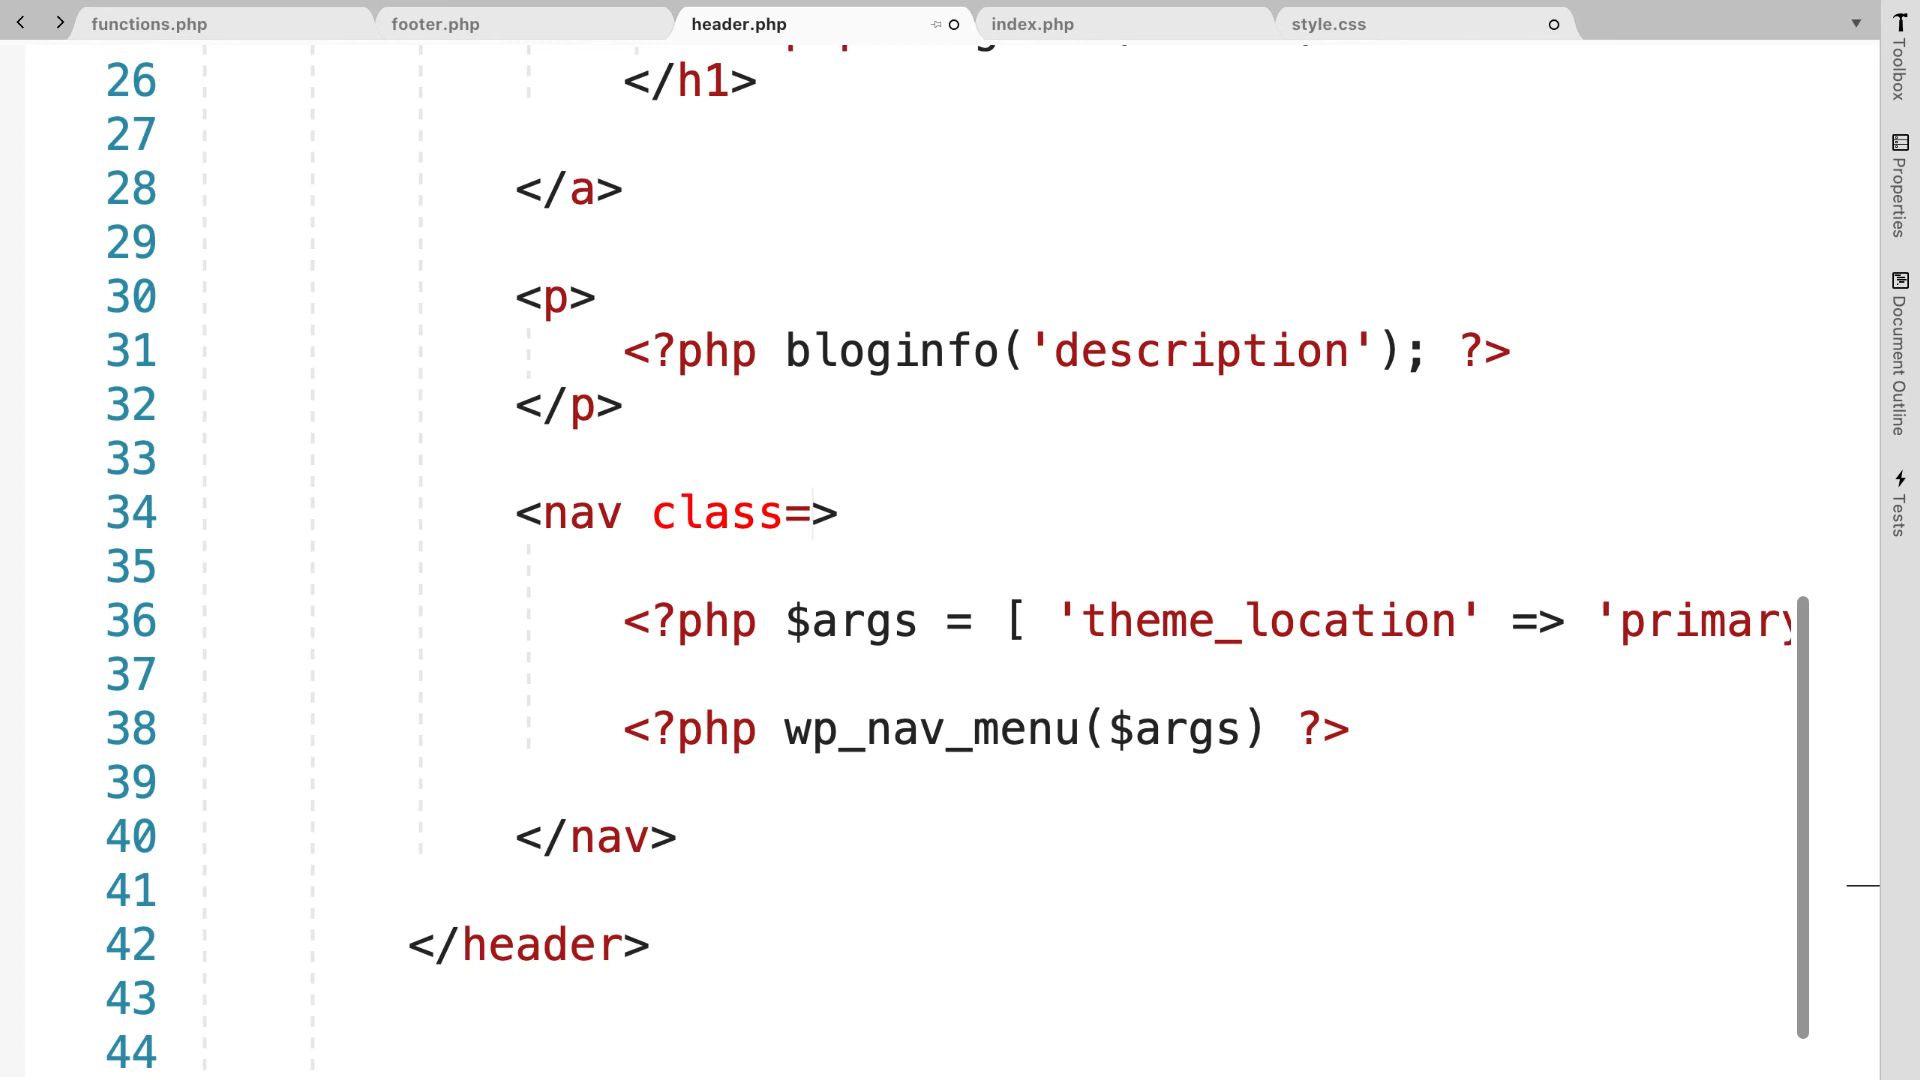 functions.php footer.php header.php index.php style.css
26 </h1>
27
28 </a>
29
30 <p>
31 <?php bloginfo('description'); ?>
32 </p>
33
34 <nav class=>
35
36 <?php $args = [ 'theme_location' => 'primary
37
38 <?php wp_nav_menu($args) ?>
39
40 </nav>
41
42 </header>
43
44
Toolbox
Properties
Document Outline
Tests